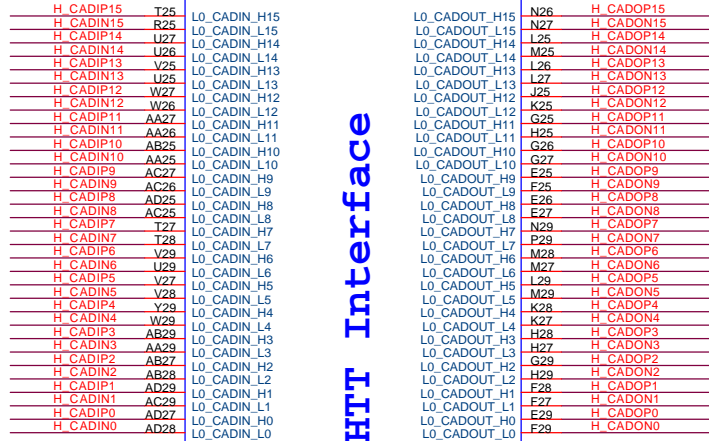 H_CADIP15 T25 L0_CADIN_H15 L0_CADOUT_H15 N26 H_CADOP15
H_CADIN15 R25 L0_CADIN_L15 L0_CADOUT_L15 N27 H_CADON15
H_CADIP14 U27 L0_CADIN_H14 L0_CADOUT_H14 L25 H_CADOP14
H_CADIN14 U26 L0_CADIN_L14 L0_CADOUT_L14 M25 H_CADON14
H_CADIP13 V25 L0_CADIN_H13 L0_CADOUT_H13 L26 H_CADOP13
H_CADIN13 U25 L0_CADIN_L13 L0_CADOUT_L13 L27 H_CADON13
H_CADIP12 W27 L0_CADIN_H12 L0_CADOUT_H12 J25 H_CADOP12
H_CADIN12 W26 L0_CADIN_L12 L0_CADOUT_L12 K25 H_CADON12
H_CADIP11 AA27 L0_CADIN_H11 L0_CADOUT_H11 G25 H_CADOP11
H_CADIN11 AA26 L0_CADIN_L11 L0_CADOUT_L11 H25 H_CADON11
H_CADIP10 AB25 L0_CADIN_H10 L0_CADOUT_H10 G26 H_CADOP10
H_CADIN10 AA25 L0_CADIN_L10 L0_CADOUT_L10 G27 H_CADON10
H_CADIP9 AC27 L0_CADIN_H9 L0_CADOUT_H9 E25 H_CADOP9
H_CADIN9 AC26 L0_CADIN_L9 L0_CADOUT_L9 F25 H_CADON9
H_CADIP8 AD25 L0_CADIN_H8 L0_CADOUT_H8 E26 H_CADOP8
H_CADIN8 AC25 L0_CADIN_L8 L0_CADOUT_L8 E27 H_CADON8
H_CADIP7 T27 L0_CADIN_H7 L0_CADOUT_H7 N29 H_CADOP7
H_CADIN7 T28 L0_CADIN_L7 L0_CADOUT_L7 P29 H_CADON7
H_CADIP6 V29 L0_CADIN_H6 L0_CADOUT_H6 M28 H_CADOP6
H_CADIN6 U29 L0_CADIN_L6 L0_CADOUT_L6 M27 H_CADON6
H_CADIP5 V27 L0_CADIN_H5 L0_CADOUT_H5 L29 H_CADOP5
H_CADIN5 V28 L0_CADIN_L5 L0_CADOUT_L5 M29 H_CADON5
H_CADIP4 Y29 L0_CADIN_H4 L0_CADOUT_H4 K28 H_CADOP4
H_CADIN4 W29 L0_CADIN_L4 L0_CADOUT_L4 K27 H_CADON4
H_CADIP3 AB29 L0_CADIN_H3 L0_CADOUT_H3 H28 H_CADOP3
H_CADIN3 AA29 L0_CADIN_L3 L0_CADOUT_L3 H27 H_CADON3
H_CADIP2 AB27 L0_CADIN_H2 L0_CADOUT_H2 G29 H_CADOP2
H_CADIN2 AB28 L0_CADIN_L2 L0_CADOUT_L2 H29 H_CADON2
H_CADIP1 AD29 L0_CADIN_H1 L0_CADOUT_H1 F28 H_CADOP1
H_CADIN1 AC29 L0_CADIN_L1 L0_CADOUT_L1 F27 H_CADON1
H_CADIP0 AD27 L0_CADIN_H0 L0_CADOUT_H0 E29 H_CADOP0
H_CADIN0 AD28 L0_CADIN_L0 L0_CADOUT_L0 F29 H_CADON0
HTT Interface